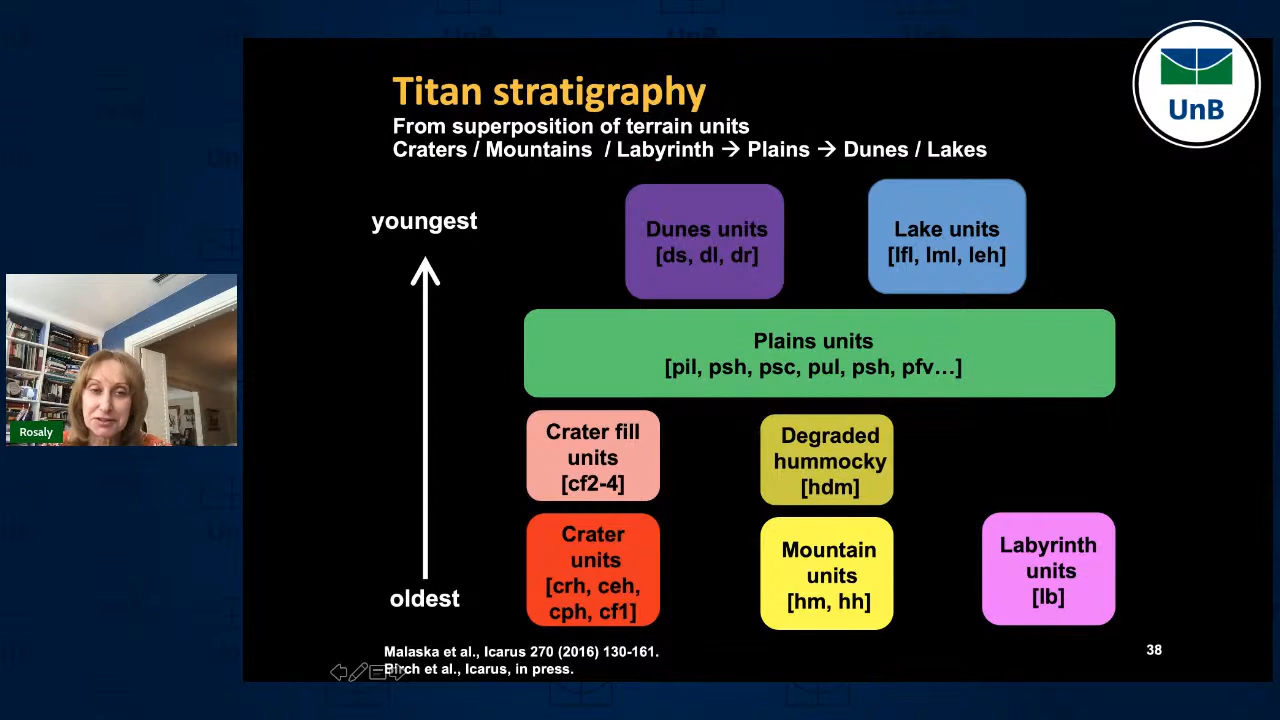 Titan stratigraphy
From superposition of terrain units
Craters / Mountains / Labyrinth → Plains → Dunes / Lakes
UnB
youngest
Dunes units
[ds, dl, dr]
Lake units
[lfl, lml, leh]
Plains units
[pil, psh, psc, pul, psh, pfv…]
Crater fill
units
[cf2-4]
Degraded
hummocky
[hdm]
Crater
units
[crh, ceh,
cph, cf1]
Mountain
units
[hm, hh]
Labyrinth
units
[lb]
oldest
Rosaly
Malaska et al., Icarus 270 (2016) 130-161.
Birch et al., Icarus, in press.
38